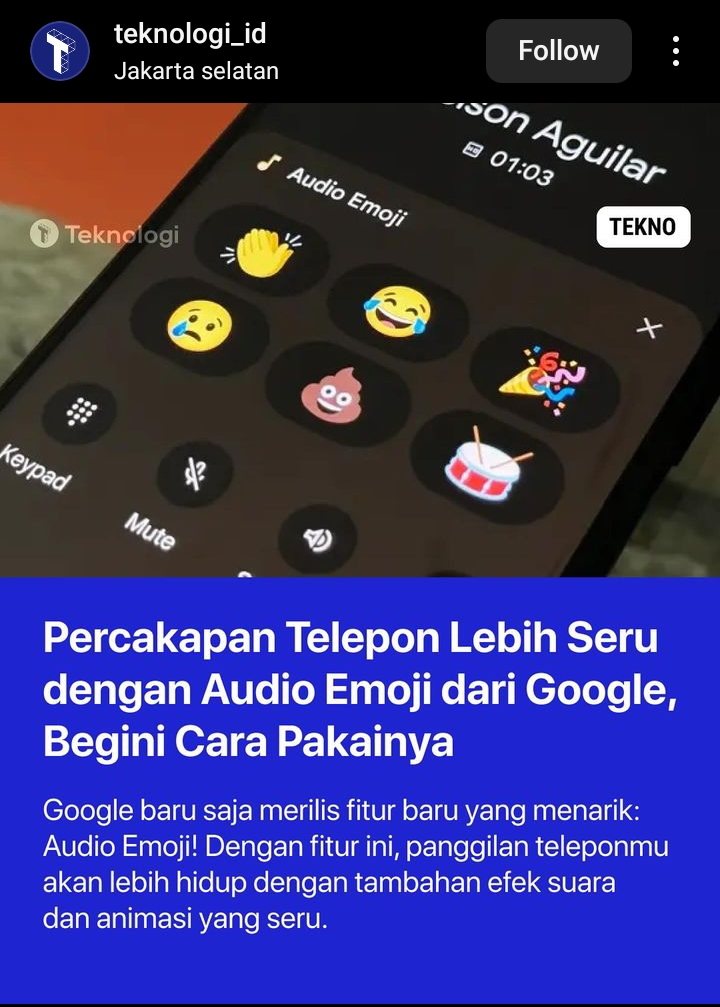 teknologi_id
Jakarta selatan
Follow
Aguilar
01:03
Audio Emoji
Teknologi
TEKNO
Keypad
Mute
Percakapan Telepon Lebih Seru
dengan Audio Emoji dari Google,
Begini Cara Pakainya
Google baru saja merilis fitur baru yang menarik:
Audio Emoji! Dengan fitur ini, panggilan teleponmu
akan lebih hidup dengan tambahan efek suara
dan animasi yang seru.